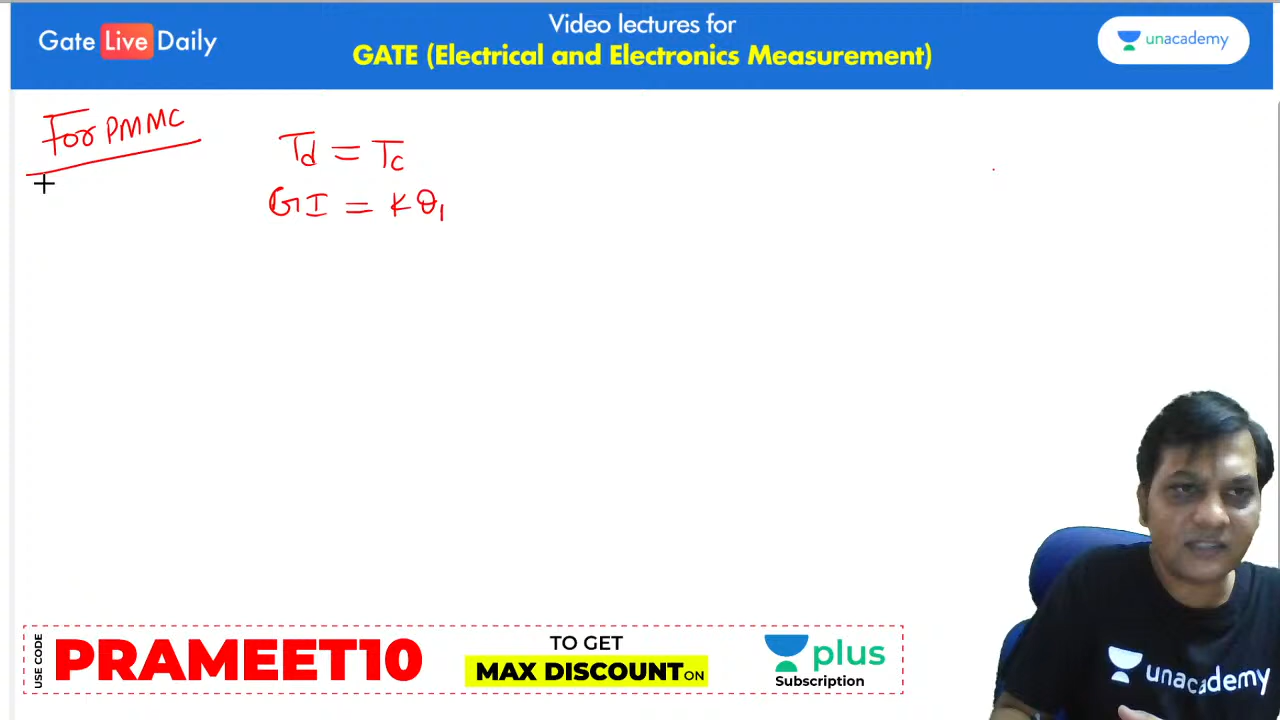 Gate Live Daily
Video lectures for
GATE (Electrical and Electronics Measurement)
unacademy
For PMMC
Td = Tc
GI = Kθ1
USE CODE
PRAMEET10
TO GET
MAX DISCOUNT ON
plus
Subscription
unacademy